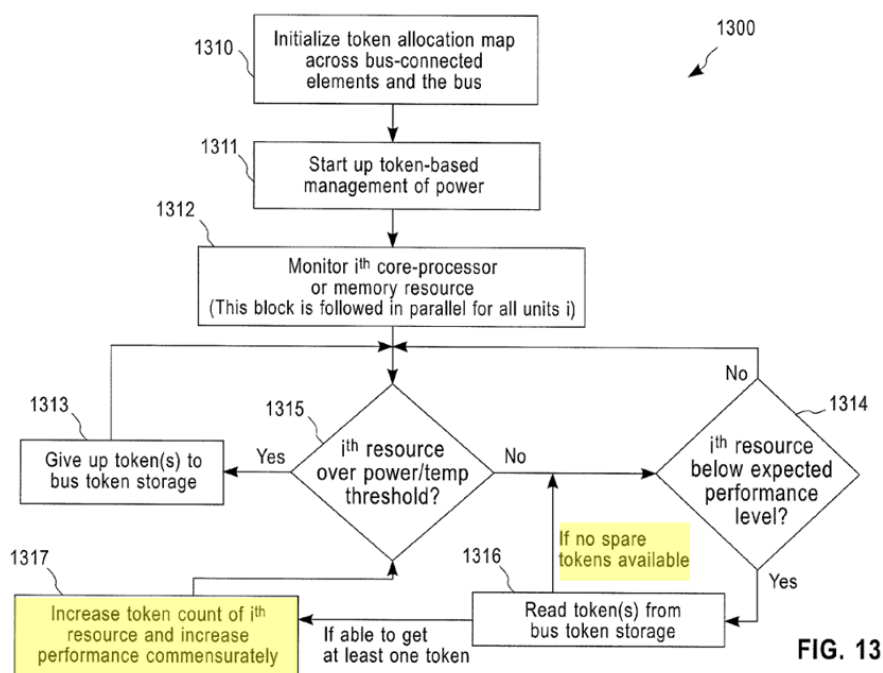 1310
Initialize token allocation map
across bus-connected
elements and the bus
1300
1311
Start up token-based
management of power
1312
Monitor ith core-processor
or memory resource
(This block is followed in parallel for all units i)
1313
Give up token(s) to
bus token storage
Yes
1315
ith resource
over power/temp
threshold?
No
No
1314
ith resource
below expected
performance
level?
Yes
If no spare
tokens available
1316
Read token(s) from
bus token storage
If able to get
at least one token
1317
Increase token count of ith
resource and increase
performance commensurately
FIG. 13